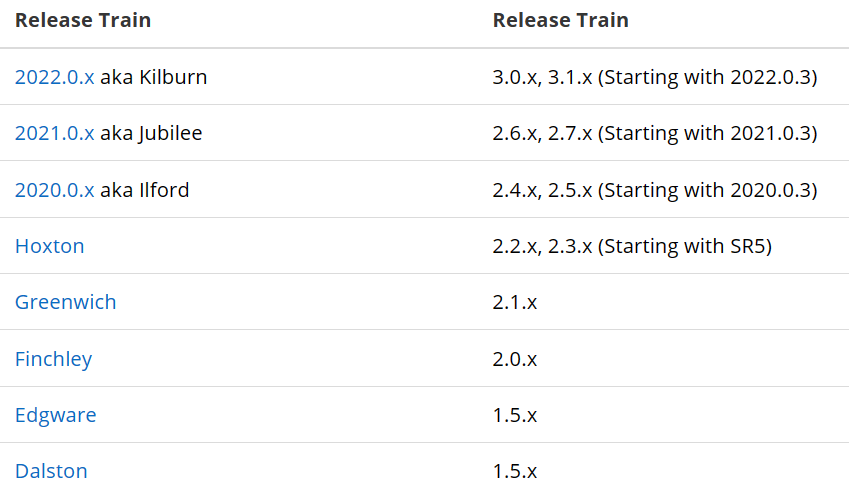 Release Train Release Train
2022.0.x aka Kilburn 3.0.x, 3.1.x (Starting with 2022.0.3)
2021.0.x aka Jubilee 2.6.x, 2.7.x (Starting with 2021.0.3)
2020.0.x aka Ilford 2.4.x, 2.5.x (Starting with 2020.0.3)
Hoxton 2.2.x, 2.3.x (Starting with SR5)
Greenwich 2.1.x
Finchley 2.0.x
Edgware 1.5.x
Dalston 1.5.x